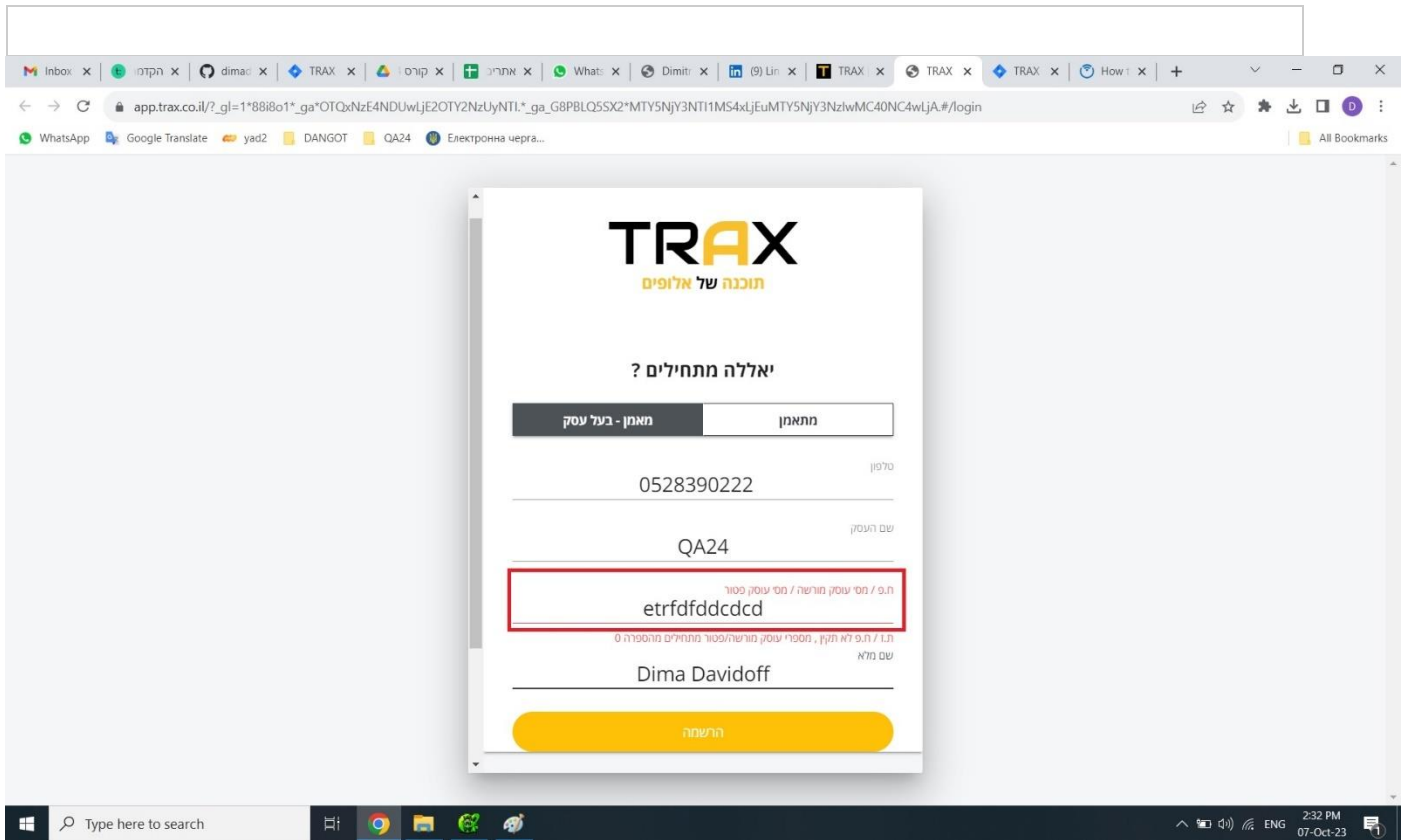 Inbox
הקדמו
dimad
TRAX
קורס
אתריכ
Whats
Dimitr
(9) Lin
TRAX
TRAX
TRAX
How t
app.trax.co.il/?_gl=1*88i8o1*_ga*OTQxNzE4NDUwLjE2OTY2NzUyNTI.*_ga_G8PBLQ5SX2*MTY5NjY3NTI1MS4xLjEuMTY5NjY3NzIwMC40NC4wLjA.#/login
WhatsApp Google Translate yad2 DANGOT QA24 Електронна черга... All Bookmarks
TRAX
תוכנה של אלופים
יאללה מתחילים ?
מתאמן
מאמן - בעל עסק
טלפון
0528390222
שם העסק
QA24
ח.פ / מס׳ עוסק מורשה / מס׳ עוסק פטור
etrfdfddcdcd
ת.ז / ח.פ לא תקין , מספרי עוסק מורשה/פטור מתחילים מהספרה 0
שם מלא
Dima Davidoff
הרשמה
Type here to search
ENG
2:32 PM
07-Oct-23
1